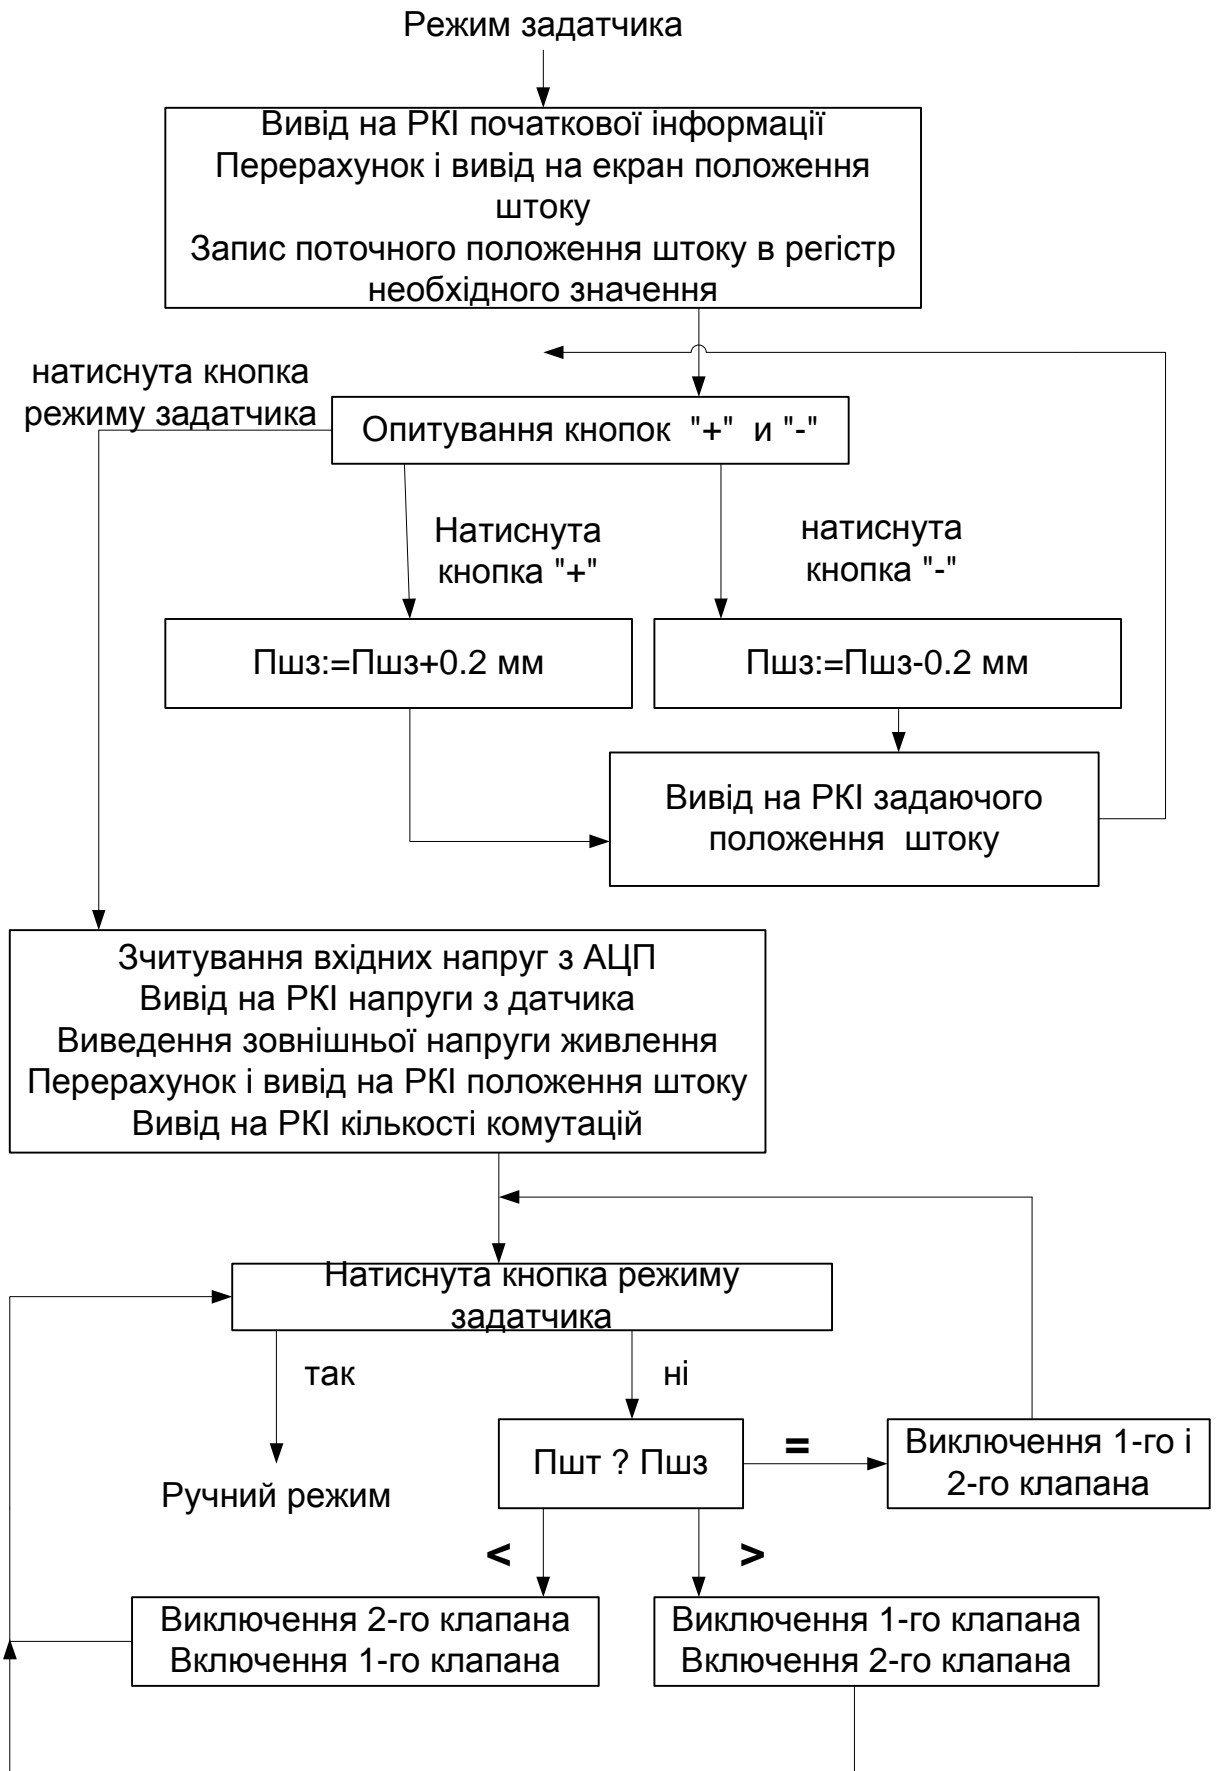 Режим задатчика
Вивід на РКІ початкової інформації
Перерахунок і вивід на екран положення
штоку
Запис поточного положення штоку в регістр
необхідного значення
натиснута кнопка
режиму задатчика
Опитування кнопок "+" и "-"
Натиснута
кнопка "+"
натиснута
кнопка "-"
Пшз:=Пшз+0.2 мм
Пшз:=Пшз-0.2 мм
Вивід на РКІ задаючого
положення штоку
Зчитування вхідних напруг з АЦП
Вивід на РКІ напруги з датчика
Виведення зовнішньої напруги живлення
Перерахунок і вивід на РКІ положення штоку
Вивід на РКІ кількості комутацій
Натиснута кнопка режиму
задатчика
так
ні
Пшт ? Пшз
=
Виключення 1-го і
2-го клапана
Ручний режим
<
>
Виключення 2-го клапана
Включення 1-го клапана
Виключення 1-го клапана
Включення 2-го клапана